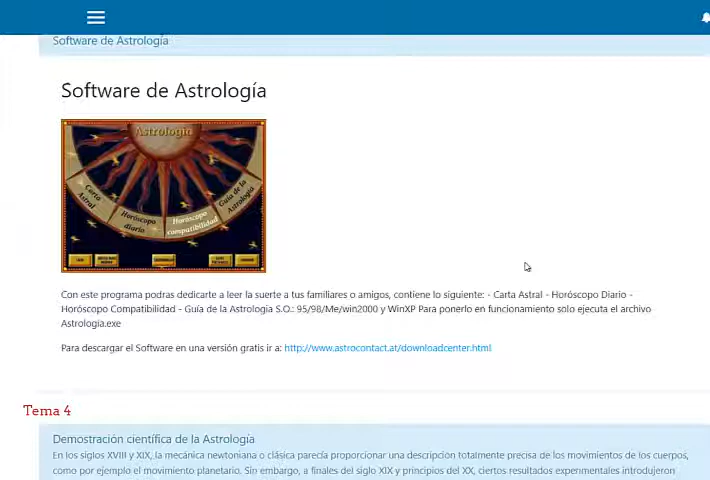 Software de Astrología
Software de Astrología
Astrología
Carta Astral
Horóscopo diario
Horóscopo compatibilidad
Guía de la Astrología
Con este programa podras dedicarte a leer la suerte a tus familiares o amigos, contiene lo siguiente: - Carta Astral - Horóscopo Diario -
Horóscopo Compatibilidad - Guía de la Astrologia S.O.: 95/98/Me/win2000 y WinXP Para ponerlo en funcionamiento solo ejecuta el archivo
Astrologia.exe
Para descargar el Software en una versión gratis ir a: http://www.astrocontact.at/downloadcenter.html
Tema 4
Demostración científica de la Astrología
En los siglos XVIII y XIX, la mecánica newtoniana o clásica parecía proporcionar una descripción totalmente precisa de los movimientos de los cuerpos,
como por ejemplo el movimiento planetario. Sin embargo, a finales del siglo XIX y principios del XX, ciertos resultados experimentales introdujeron